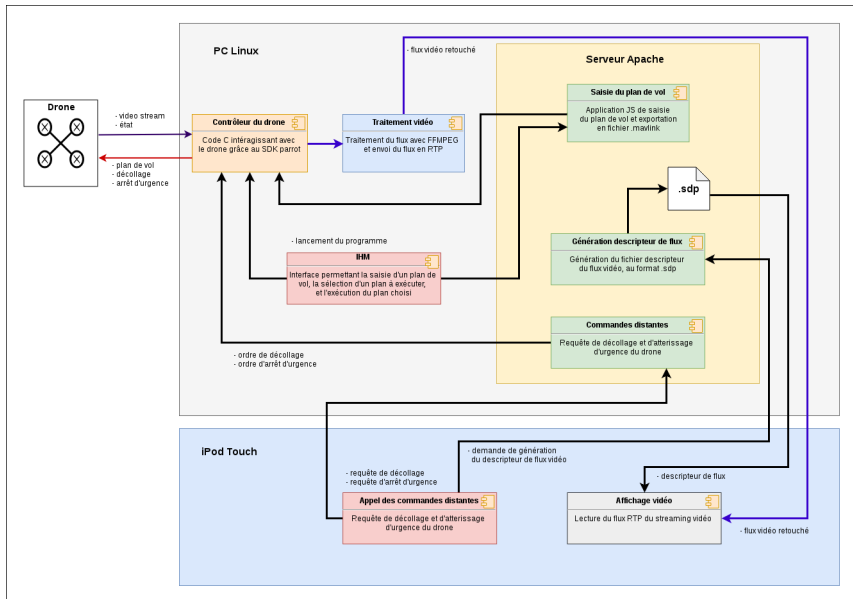 PC Linux
- flux vidéo retouché
Serveur Apache
Drone
- video stream
- état
- plan de vol
- décollage
- arrêt d'urgence
Contrôleur du drone
Code C intéragissant avec
le drone grâce au SDK parrot
Traitement vidéo
Traitement du flux avec FFMPEG
et envoi du flux en RTP
Saisie du plan de vol
Application JS de saisie
du plan de vol et exportation
en fichier .mavlink
.sdp
- lancement du programme
IHM
Interface permettant la saisie d'un plan de
vol, la sélection d'un plan à exécuter,
et l'exécution du plan choisi
Génération descripteur de flux
Génération du fichier descripteur
du flux vidéo, au format .sdp
Commandes distantes
Requête de décollage et d'atterissage
d'urgence du drone
- ordre de décollage
- ordre d'arrêt d'urgence
iPod Touch
- demande de génération
du descripteur de flux vidéo
- requête de décollage
- requête d'arrêt d'urgence
- descripteur de flux
Appel des commandes distantes
Requête de décollage et d'atterissage
d'urgence du drone
Affichage vidéo
Lecture du flux RTP du streaming vidéo
- flux vidéo retouché